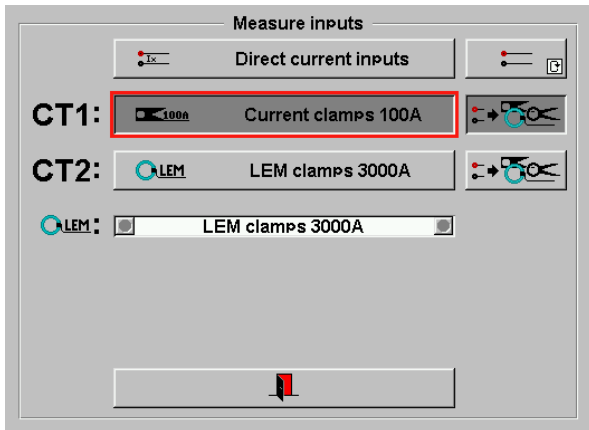 Measure inputs
Ix Direct current inputs
CT1: 100A Current clamps 100A
CT2: LEM LEM clamps 3000A
LEM: LEM clamps 3000A